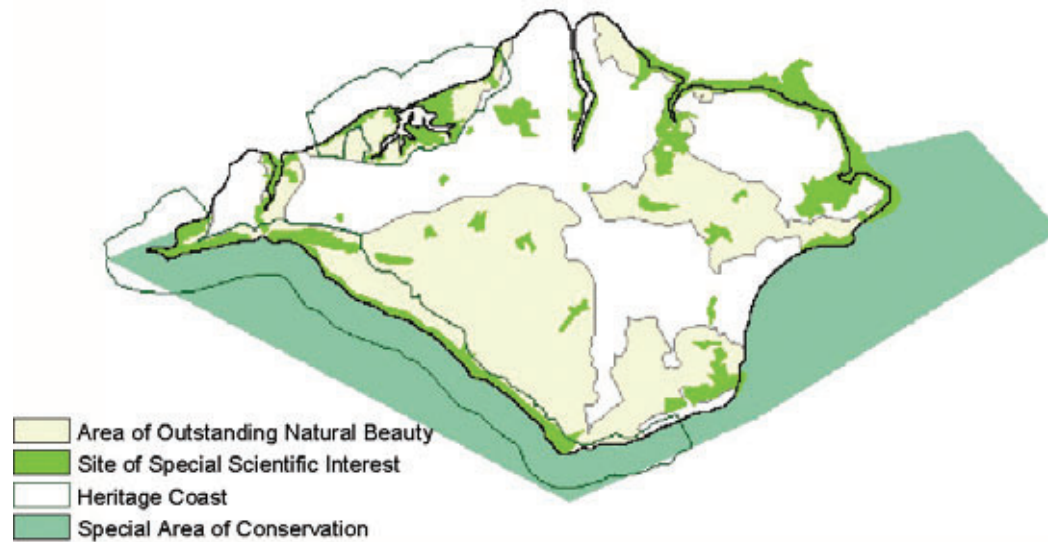 Area of Outstanding Natural Beauty
Site of Special Scientific Interest
Heritage Coast
Special Area of Conservation